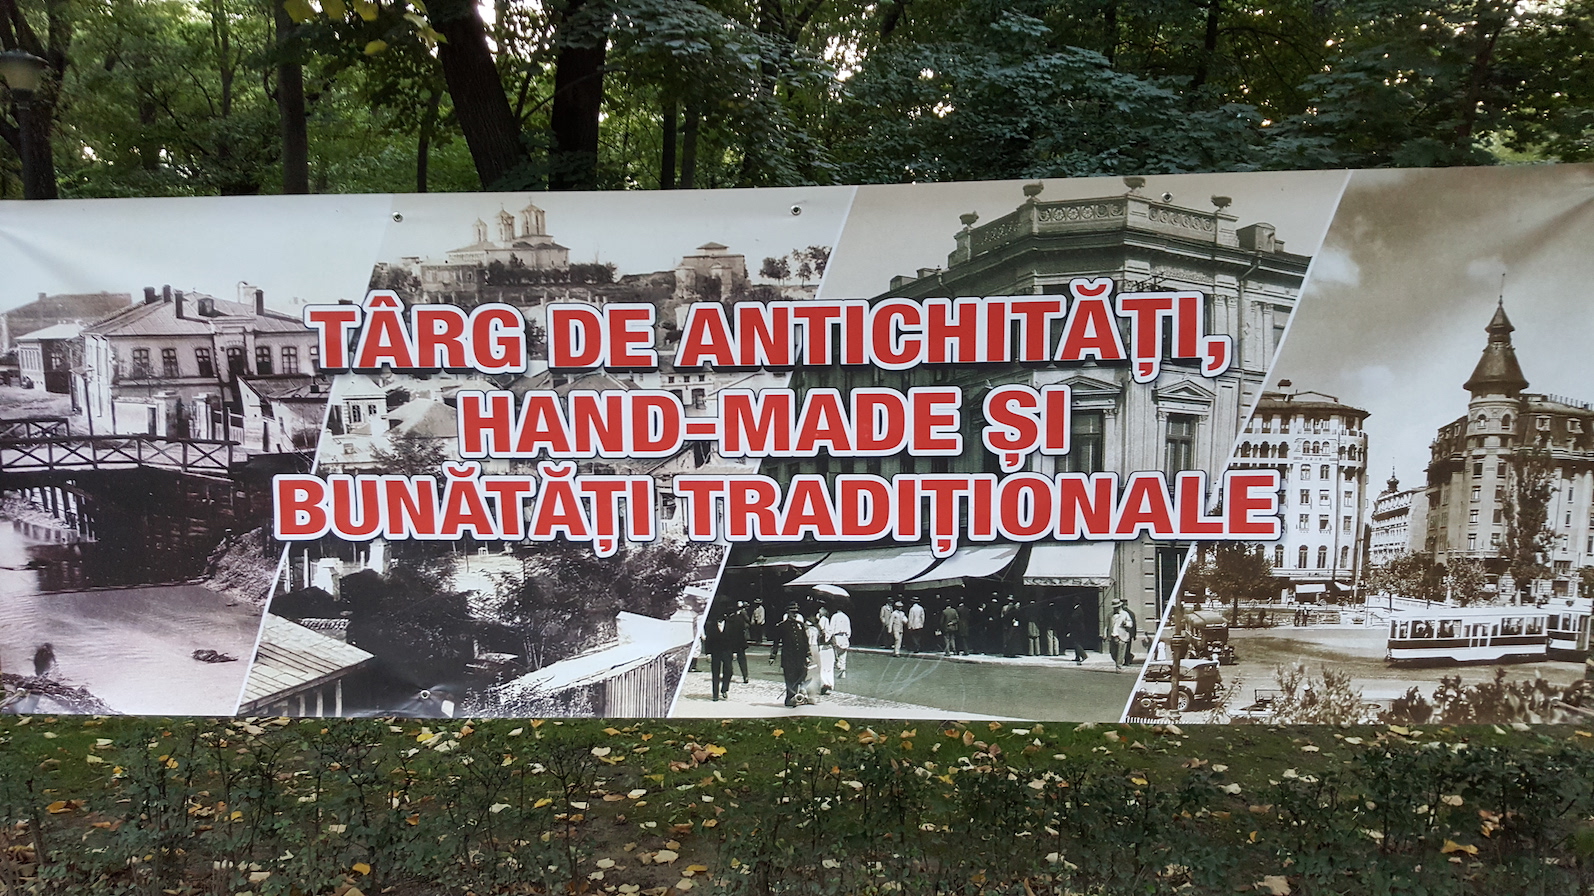 TÂRG DE ANTICHITĂȚI,
HAND-MADE ȘI
BUNĂTĂȚI TRADIȚIONALE